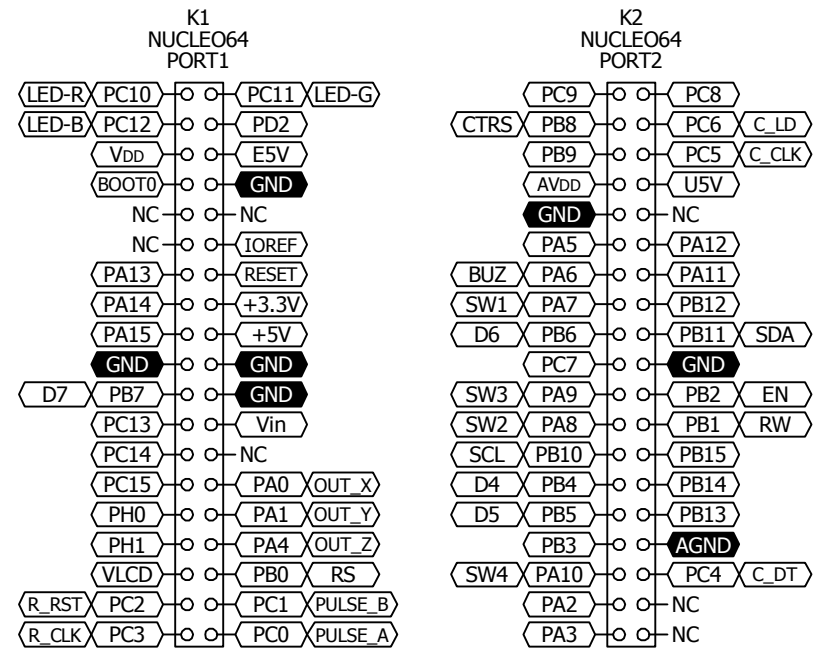 K1
NUCLEO64
PORT1
LED-R PC10 PC11 LED-G
LED-B PC12 PD2
VDD E5V
BOOT0 GND
NC NC
NC IOREF
PA13 RESET
PA14 +3.3V
PA15 +5V
GND GND
D7 PB7 GND
PC13 Vin
PC14 NC
PC15 PA0 OUT_X
PH0 PA1 OUT_Y
PH1 PA4 OUT_Z
VLCD PB0 RS
R_RST PC2 PC1 PULSE_B
R_CLK PC3 PC0 PULSE_A
K2
NUCLEO64
PORT2
PC9 PC8
CTRS PB8 PC6 C_LD
PB9 PC5 C_CLK
AVDD U5V
GND NC
PA5 PA12
BUZ PA6 PA11
SW1 PA7 PB12
D6 PB6 PB11 SDA
PC7 GND
SW3 PA9 PB2 EN
SW2 PA8 PB1 RW
SCL PB10 PB15
D4 PB4 PB14
D5 PB5 PB13
PB3 AGND
SW4 PA10 PC4 C_DT
PA2 NC
PA3 NC